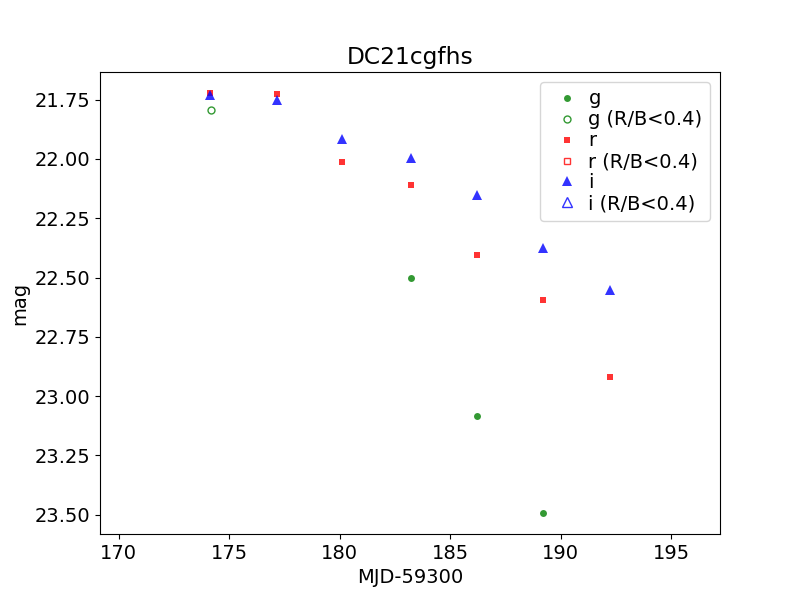 DC21cgfhs
g
g (R/B<0.4)
r
r (R/B<0.4)
i
i (R/B<0.4)
mag
21.75
22.00
22.25
22.50
22.75
23.00
23.25
23.50
170 175 180 185 190 195
MJD-59300